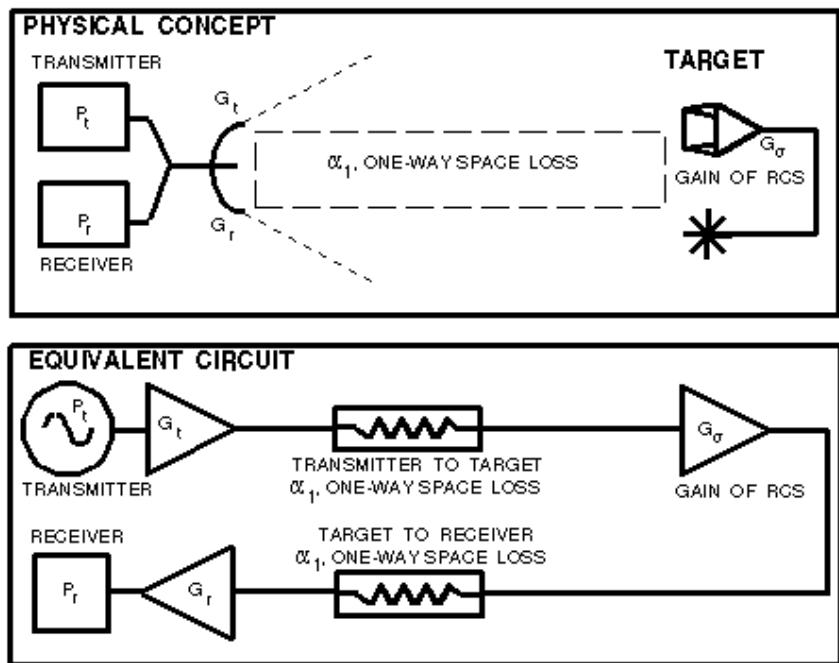 PHYSICAL CONCEPT
TRANSMITTER
TARGET
Pt
Gt
α1, ONE-WAY SPACE LOSS
Gσ
GAIN OF RCS
Pr
Gr
RECEIVER
EQUIVALENT CIRCUIT
Pt
Gt
Gσ
TRANSMITTER
TRANSMITTER TO TARGET
α1, ONE-WAY SPACE LOSS
GAIN OF RCS
RECEIVER
TARGET TO RECEIVER
α1, ONE-WAY SPACE LOSS
Pr
Gr